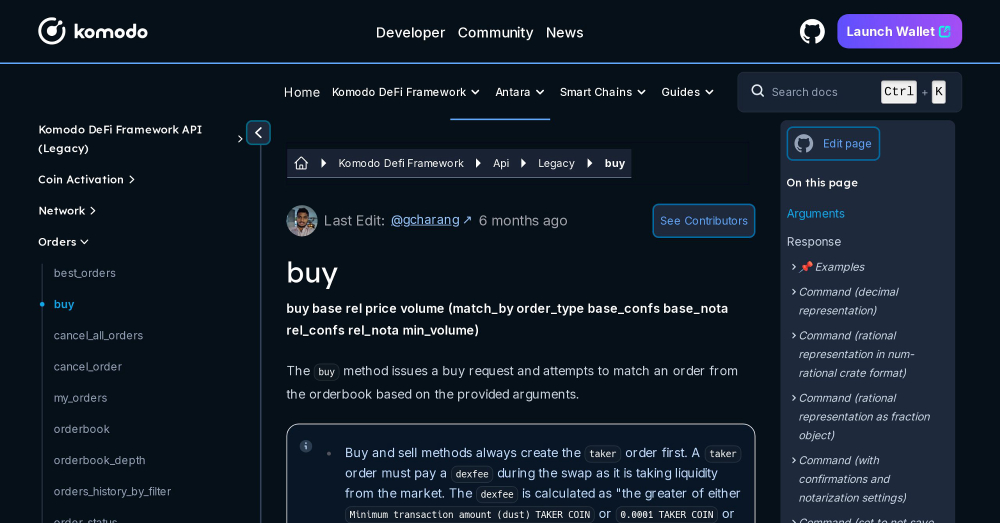 komodo
Developer Community News
Launch Wallet
Home Komodo DeFi Framework Antara Smart Chains Guides
Search docs Ctrl + K
Komodo DeFi Framework API
(Legacy)
Coin Activation
Network
Orders
best_orders
buy
cancel_all_orders
cancel_order
my_orders
orderbook
orderbook_depth
orders_history_by_filter
order_status
Komodo Defi Framework Api Legacy buy
Last Edit: @gcharang ↗ 6 months ago
See Contributors
buy
buy base rel price volume (match_by order_type base_confs base_nota
rel_confs rel_nota min_volume)
The buy method issues a buy request and attempts to match an order from
the orderbook based on the provided arguments.
Buy and sell methods always create the taker order first. A taker
order must pay a dexfee during the swap as it is taking liquidity
from the market. The dexfee is calculated as "the greater of either
Minimum transaction amount (dust) TAKER COIN or 0.0001 TAKER COIN or
Edit page
On this page
Arguments
Response
📌 Examples
Command (decimal
representation)
Command (rational
representation in num-
rational crate format)
Command (rational
representation as fraction
object)
Command (with
confirmations and
notarization settings)
Command (set to not save